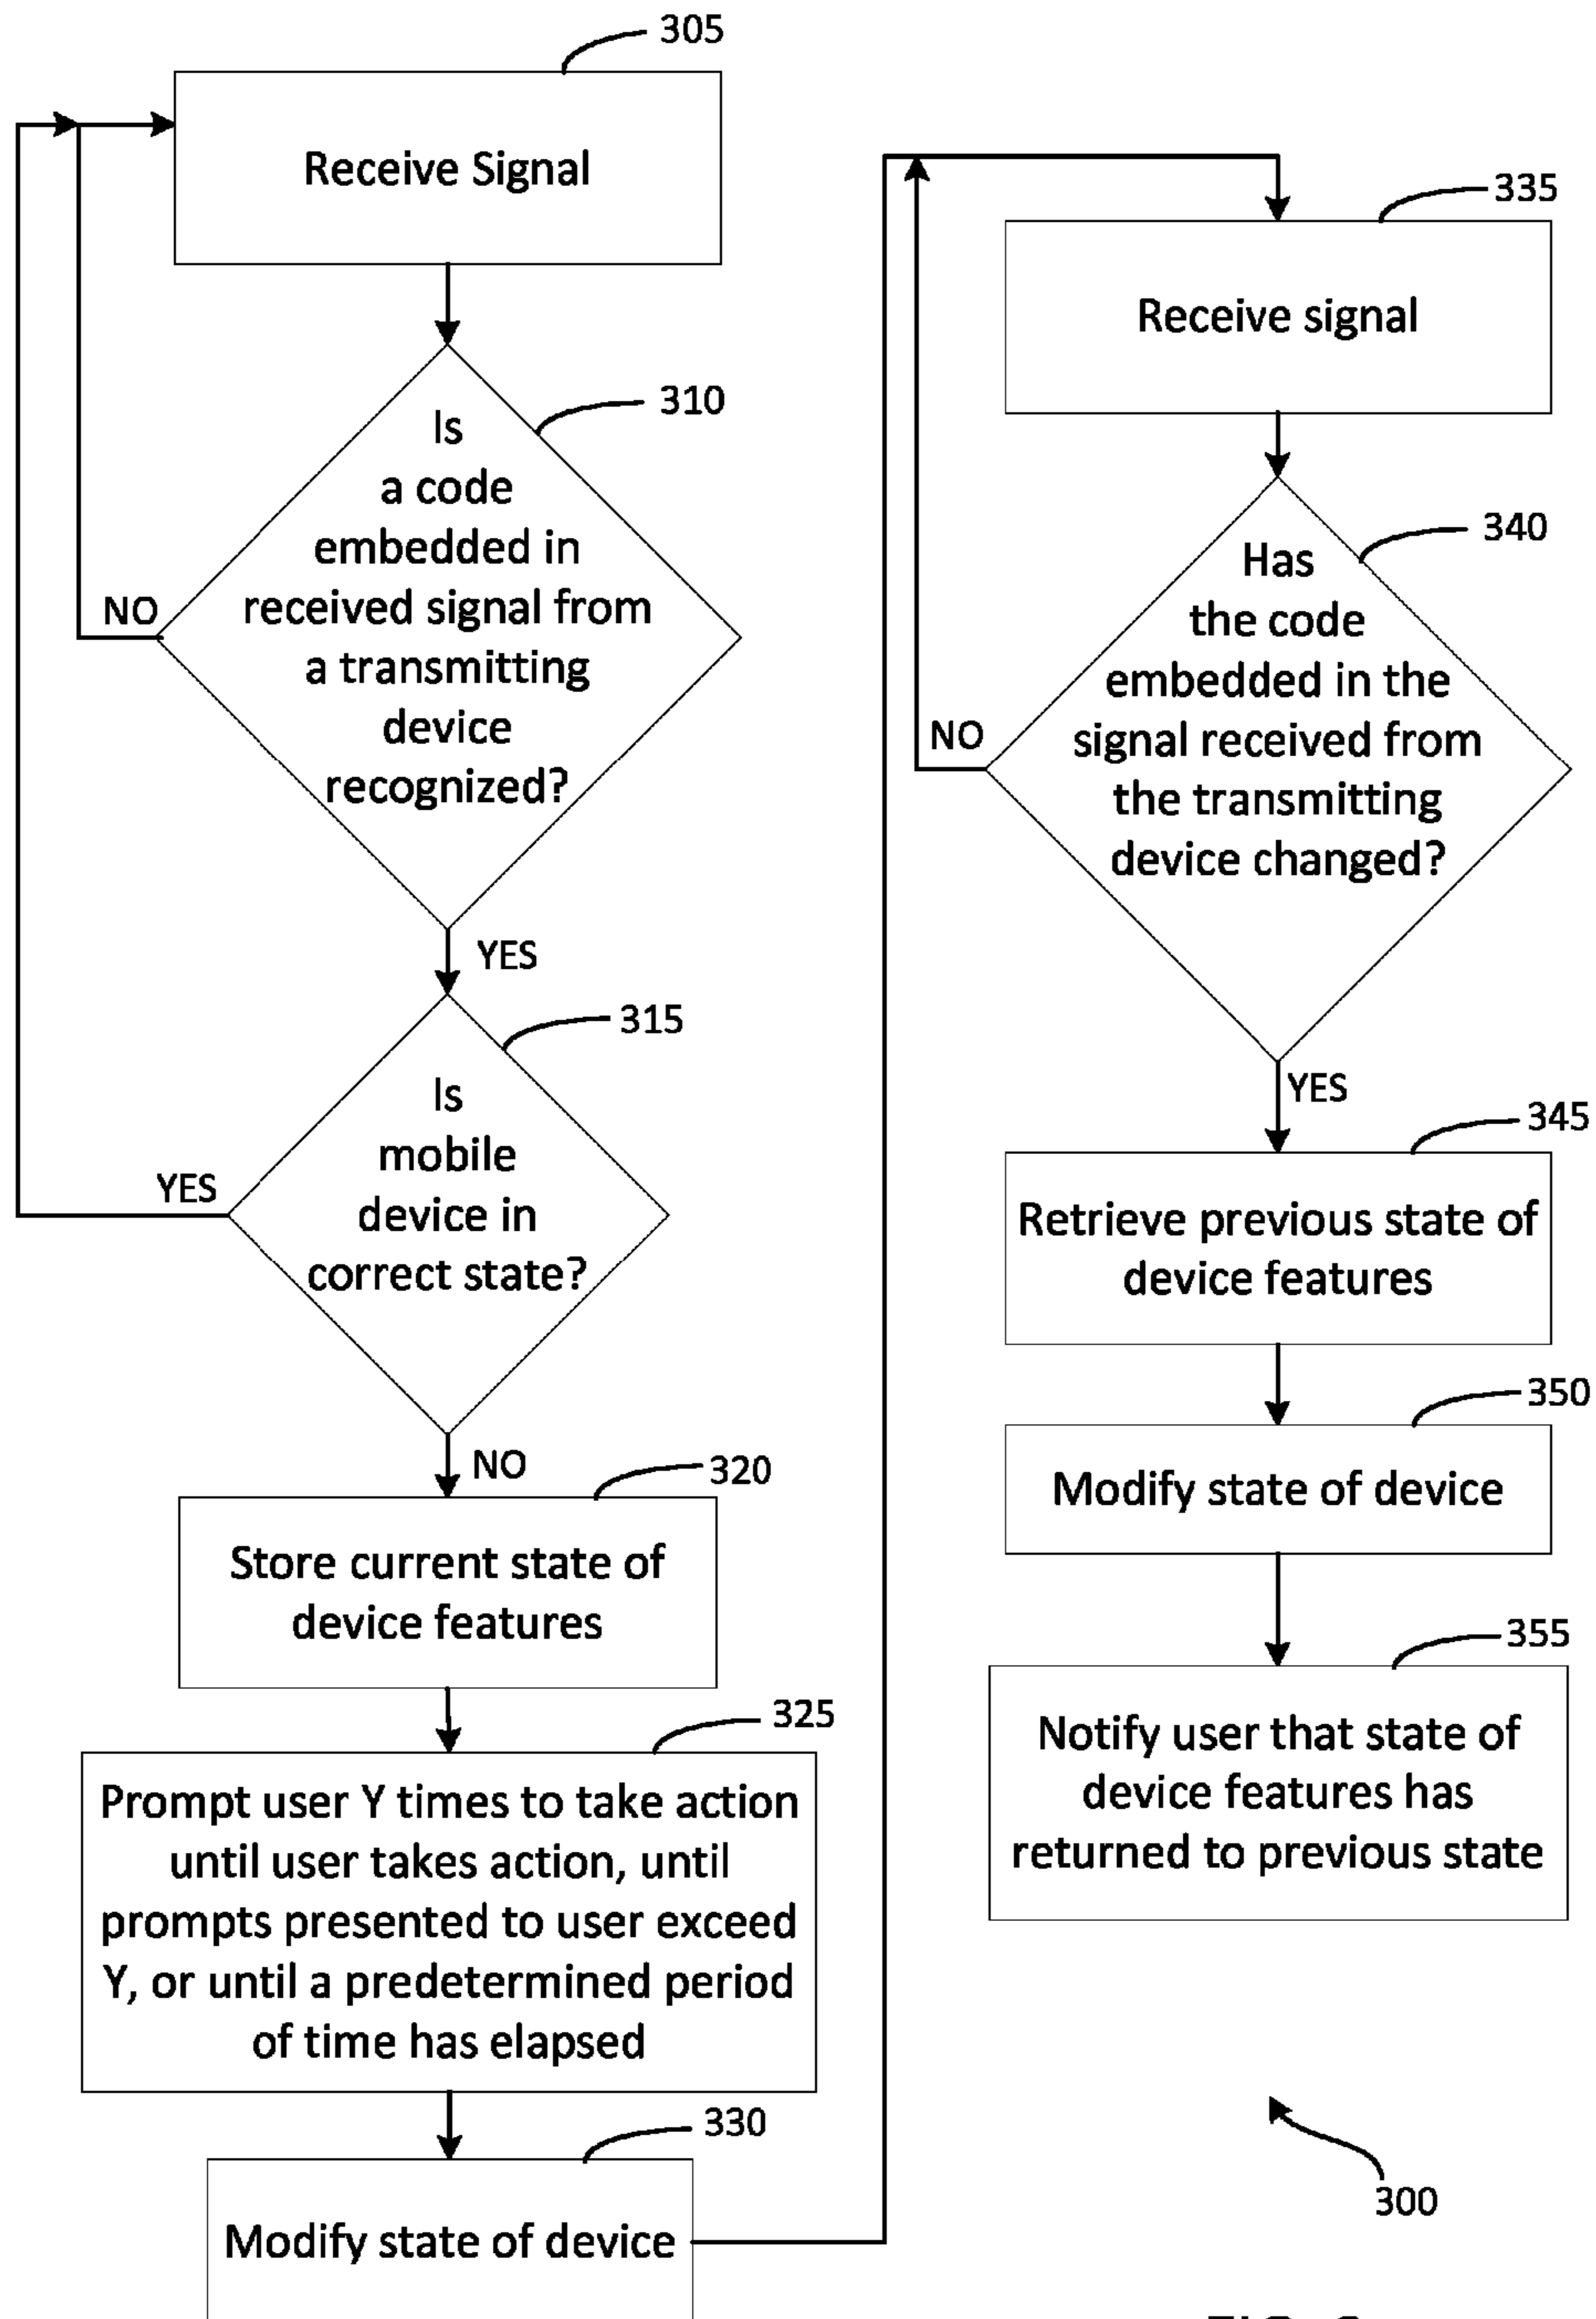 305
Receive Signal
310
Is
a code
embedded in
received signal from
a transmitting
device
recognized?
NO
YES
315
Is
mobile
device in
correct state?
YES
NO
320
Store current state of
device features
325
Prompt user Y times to take action
until user takes action, until
prompts presented to user exceed
Y, or until a predetermined period
of time has elapsed
330
Modify state of device
335
Receive signal
340
Has
the code
embedded in the
signal received from
the transmitting
device changed?
NO
YES
345
Retrieve previous state of
device features
350
Modify state of device
355
Notify user that state of
device features has
returned to previous state
300